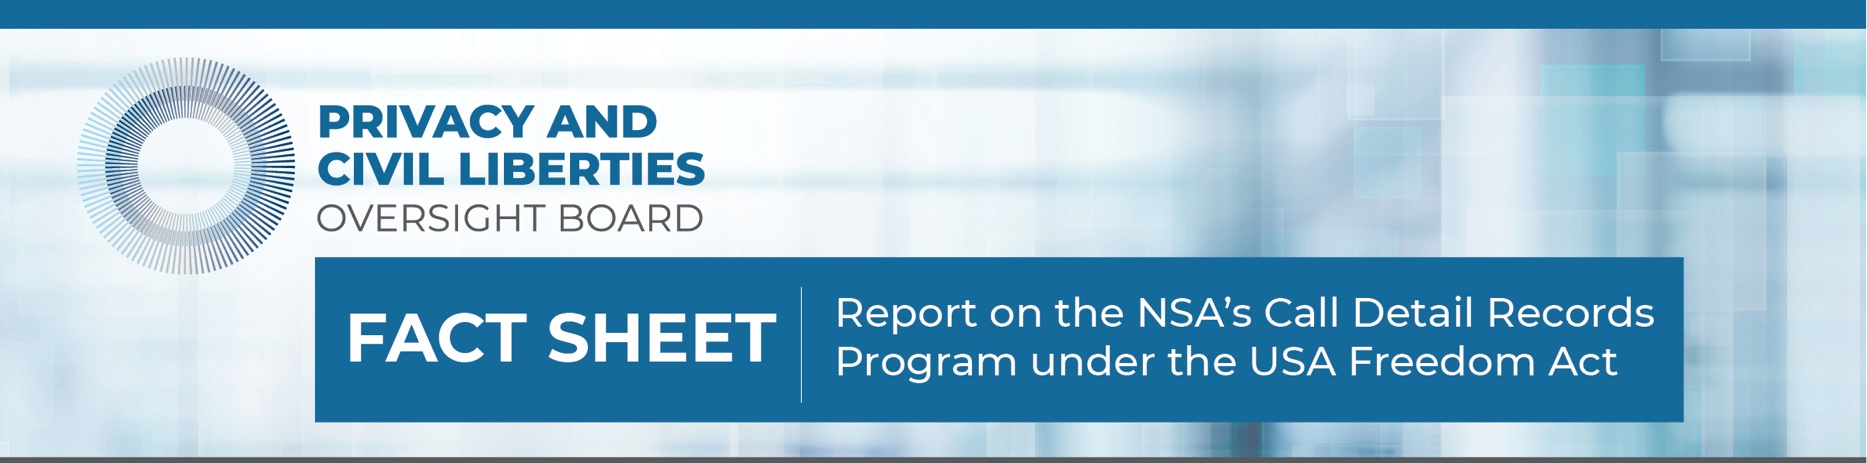 PRIVACY AND
CIVIL LIBERTIES
OVERSIGHT BOARD
FACT SHEET
Report on the NSA’s Call Detail Records
Program under the USA Freedom Act